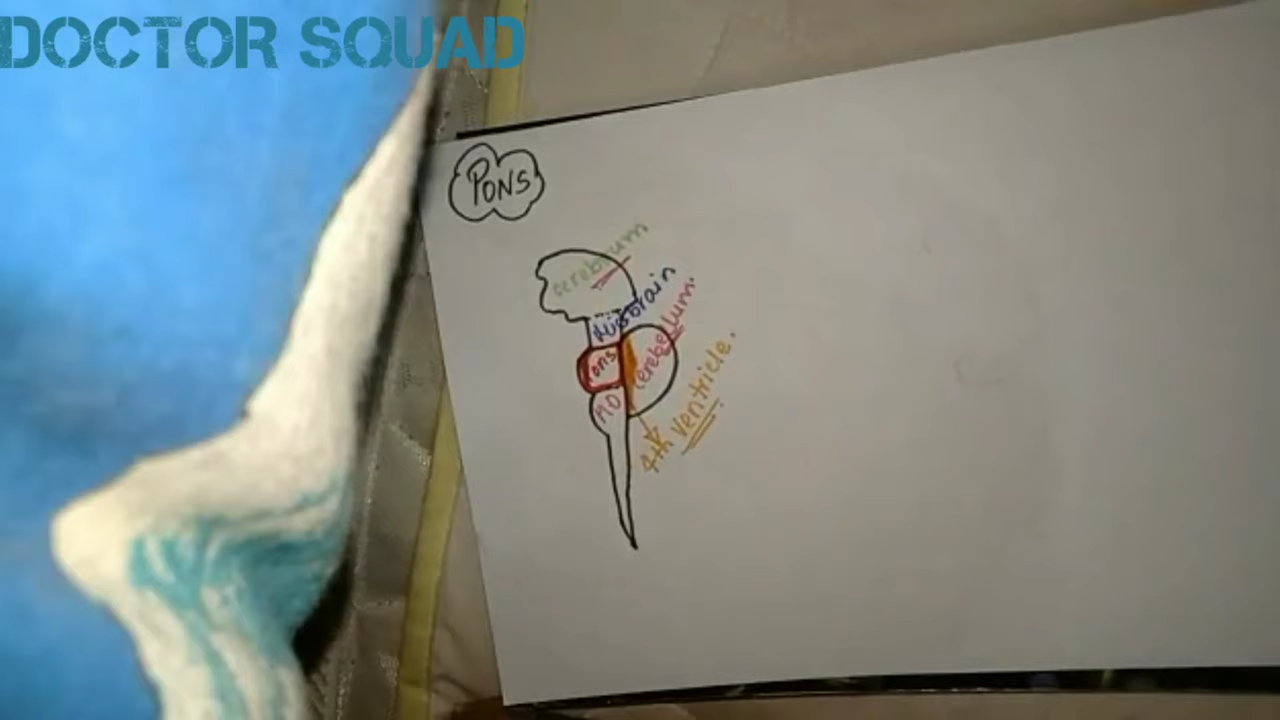 DOCTOR SQUAD
PONS
Cerebrum
Midbrain
Pons
Cerebellum.
MO
4th Ventricle.